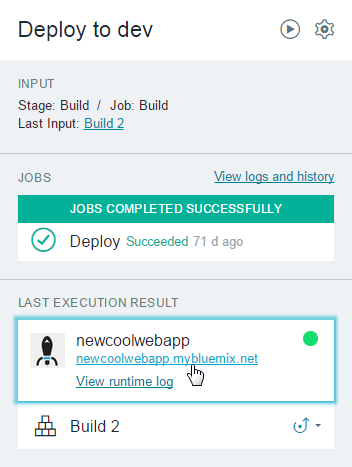 Deploy to dev
INPUT
Stage: Build / Job: Build
Last Input: Build 2
JOBS
View logs and history
JOBS COMPLETED SUCCESSFULLY
Deploy Succeeded 71 d ago
LAST EXECUTION RESULT
newcoolwebapp
newcoolwebapp.mybluemix.net
View runtime log
Build 2